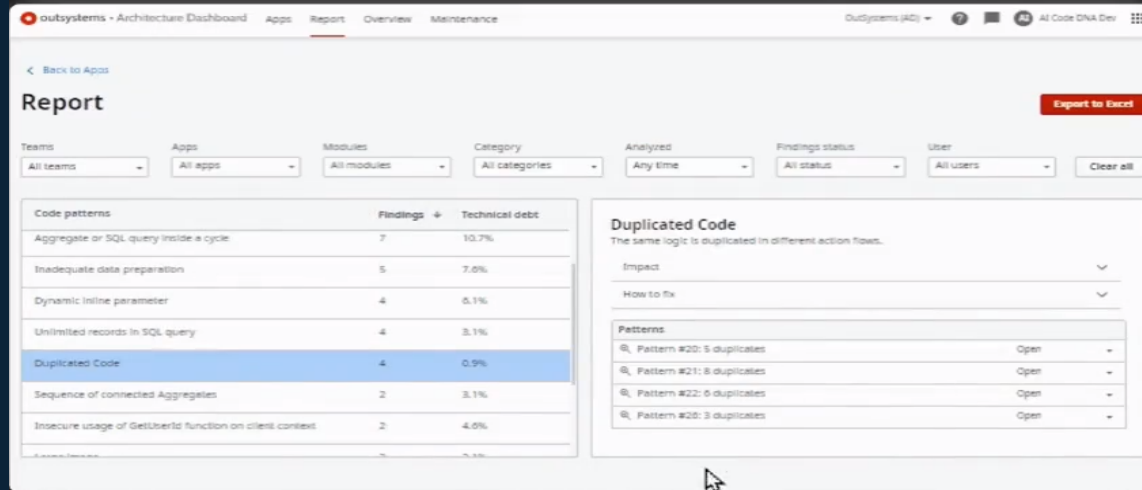 outsystems - Architecture Dashboard Apps Report Overview Maintenance OutSystems (AD) ? AI AI Code DNA Dev
Back to Apps
Report
Export to Excel
Teams Apps Modules Category Analyzed Findings status User
All teams All apps All modules All categories Any time All status All users Clear all
Code patterns Findings Technical debt
Aggregate or SQL query inside a cycle 7 10.7%
Inadequate data preparation 5 7.6%
Dynamic inline parameter 4 6.1%
Unlimited records in SQL query 4 3.1%
Duplicated Code 4 0.9%
Sequence of connected Aggregates 2 3.1%
Insecure usage of GetUserId function on client context 2 4.6%
Duplicated Code
The same logic is duplicated in different action flows.
Impact
How to fix
Patterns
Pattern #20: 5 duplicates Open
Pattern #21: 8 duplicates Open
Pattern #22: 6 duplicates Open
Pattern #26: 3 duplicates Open